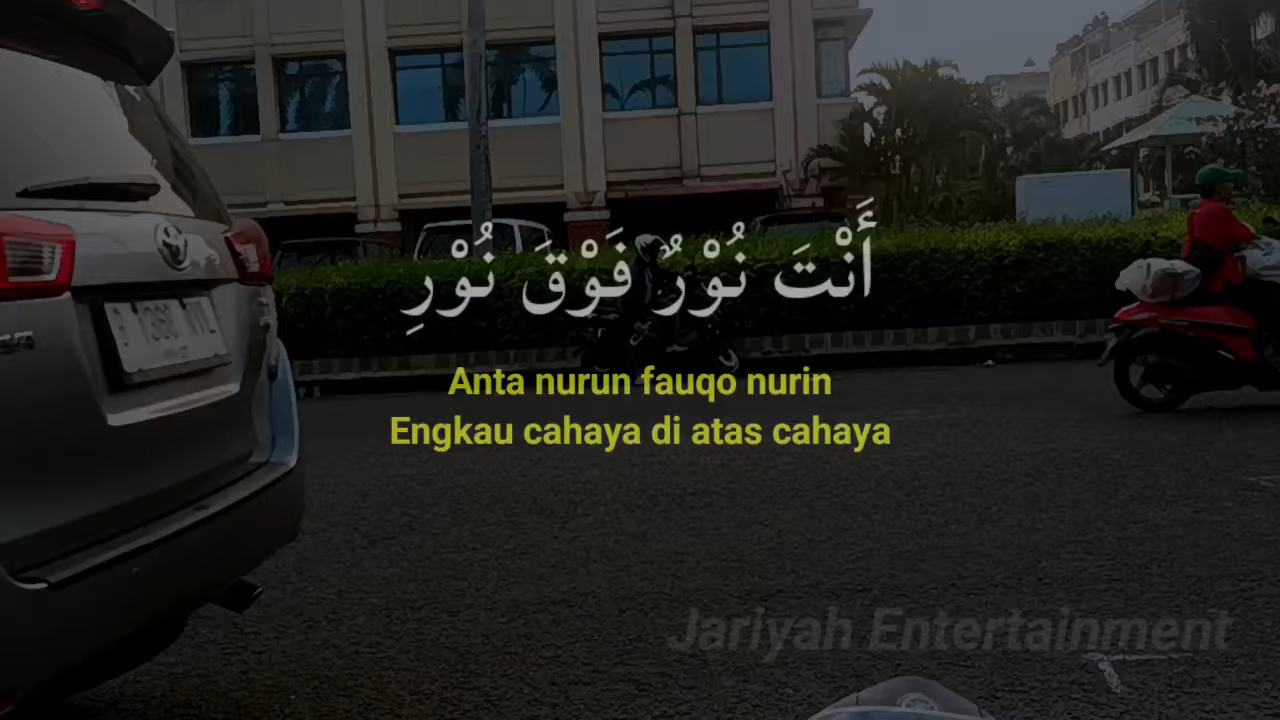 أَنْتَ نُوْرٌ فَوْقَ نُوْرِ
Anta nurun fauqo nurin
Engkau cahaya di atas cahaya
Jariyah Entertainment